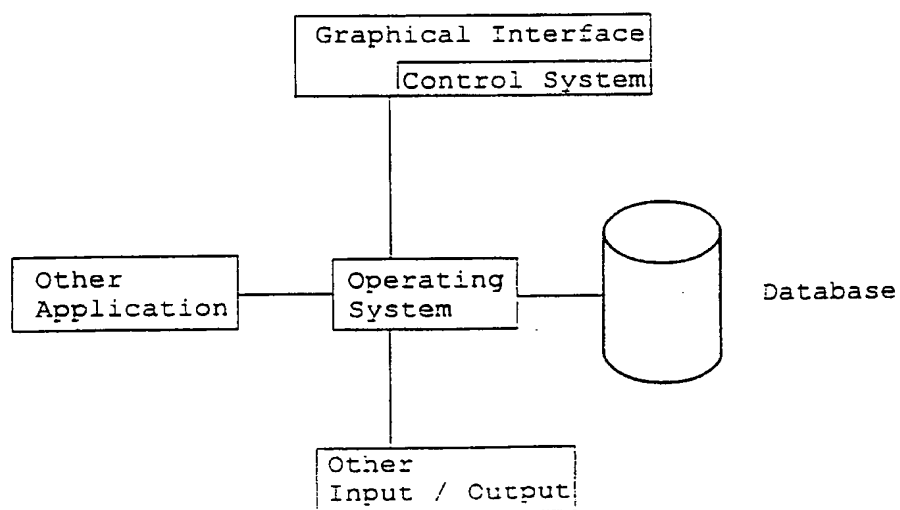 Graphical Interface
Control System
Other
Application
Operating
System
Database
Other
Input / Output